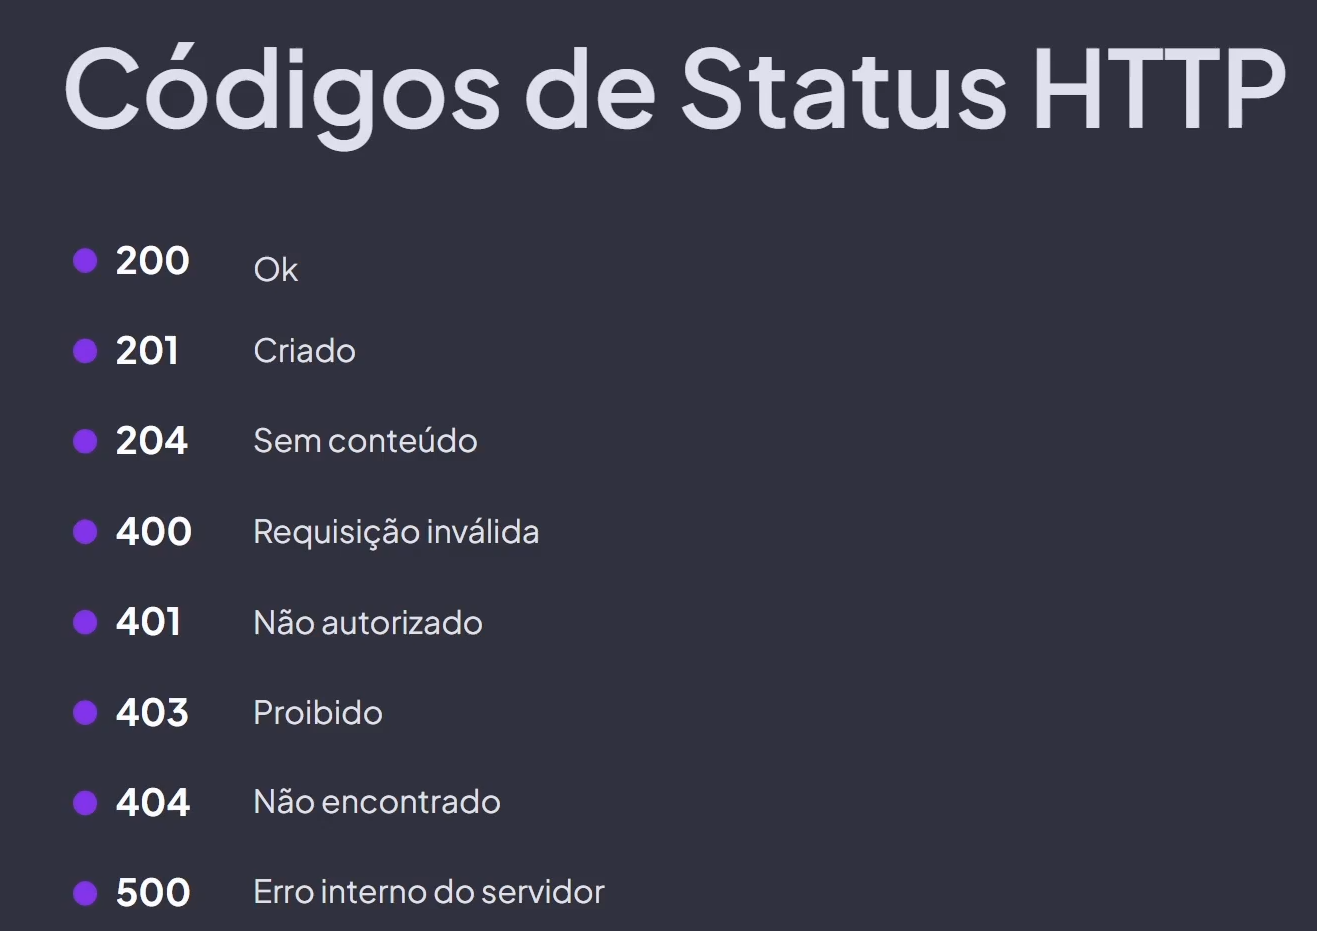 Códigos de Status HTTP
200 Ok
201 Criado
204 Sem conteúdo
400 Requisição inválida
401 Não autorizado
403 Proibido
404 Não encontrado
500 Erro interno do servidor